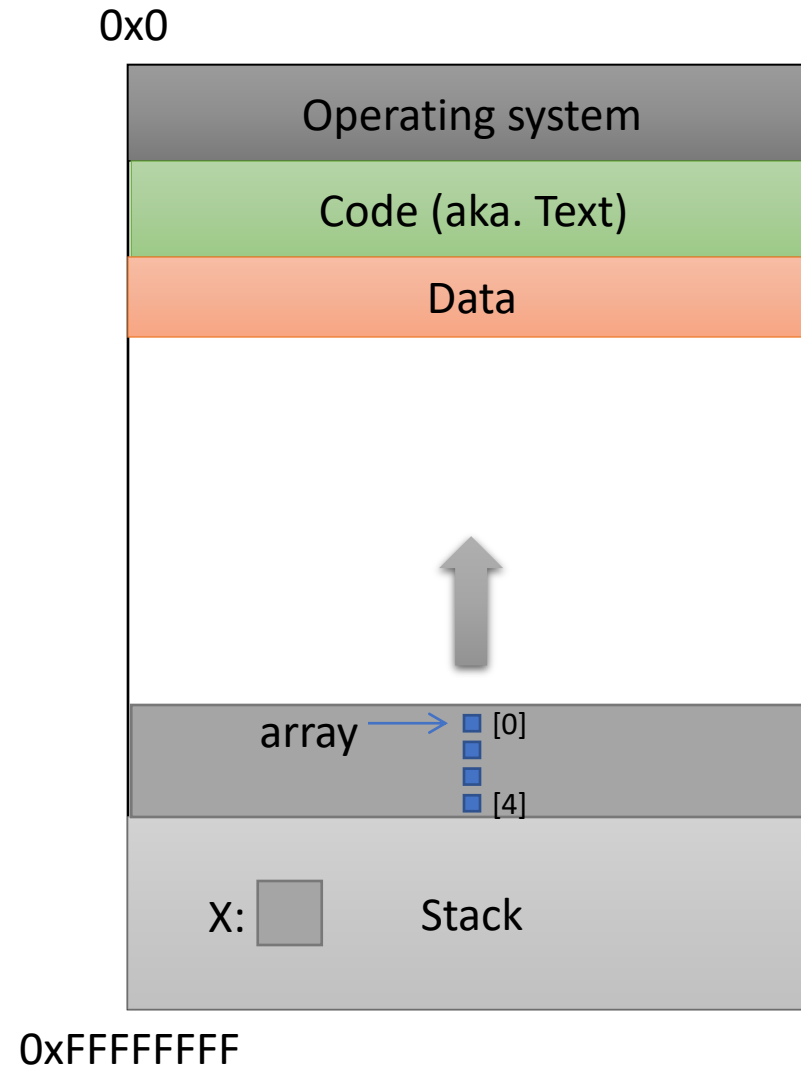 0x0
Operating system
Code (aka. Text)
Data
array
[0]
[4]
X:
Stack
0xFFFFFFFF